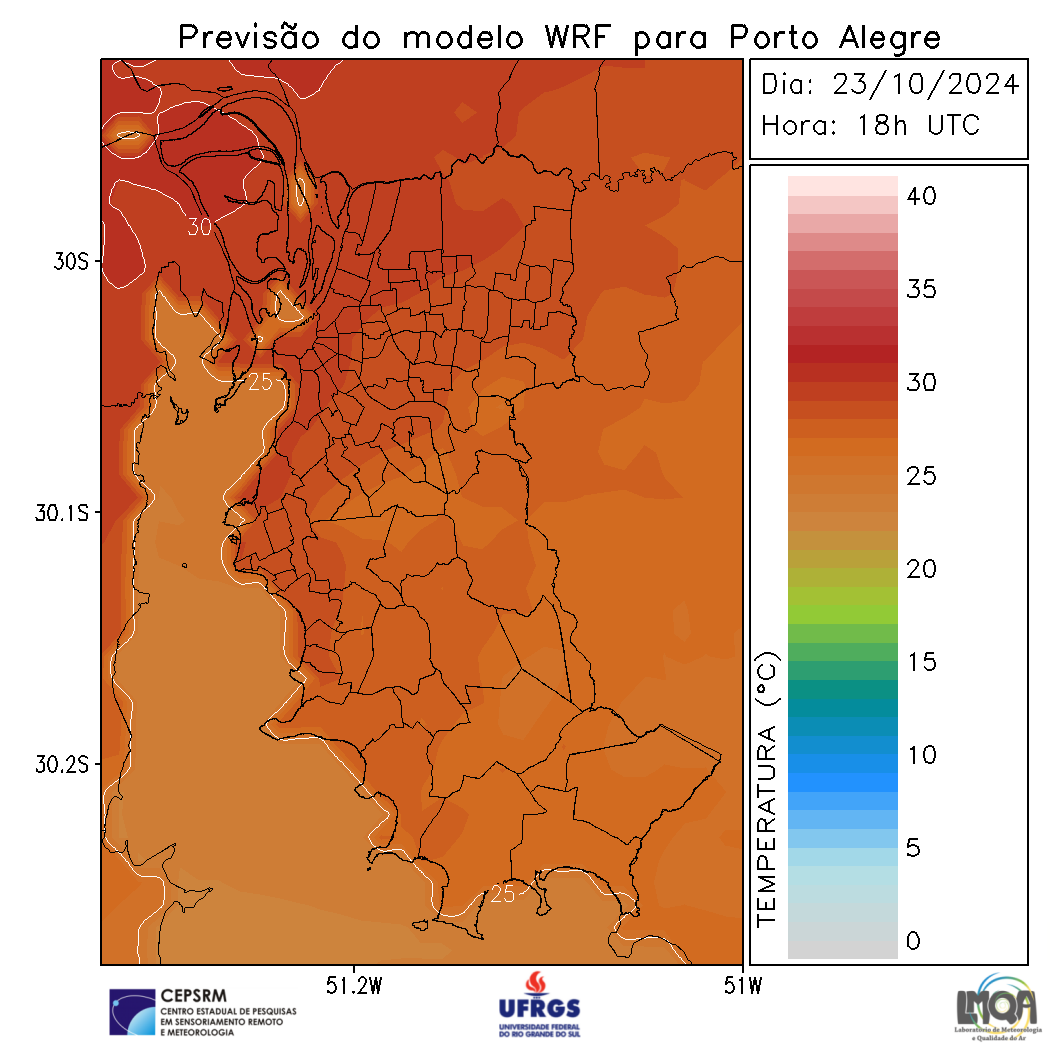 Previsão do modelo WRF para Porto Alegre
Dia: 23/10/2024
Hora: 18h UTC
30
25
25
30S
30.1S
30.2S
51.2W
51W
TEMPERATURA (°C)
40
35
30
25
20
15
10
5
0
CEPSRM
CENTRO ESTADUAL DE PESQUISAS
EM SENSORIAMENTO REMOTO
E METEOROLOGIA
UFRGS
UNIVERSIDADE FEDERAL
DO RIO GRANDE DO SUL
LMQA
Laboratório de Meteorologia
e Qualidade do Ar